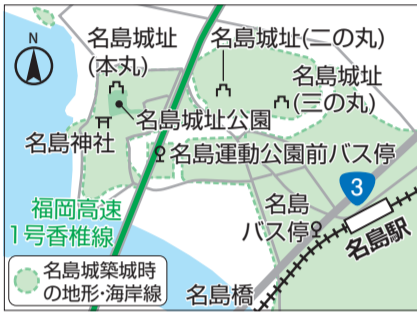 N
名島城址
(本丸)
名島城址(二の丸)
名島城址
(三の丸)
名島城址公園
名島神社
名島運動公園前バス停
3
福岡高速
1号香椎線
名島
バス停
名島駅
名島城築城時
の地形・海岸線
名島橋